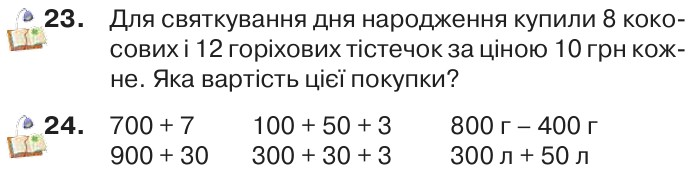 23. Для святкування дня народження купили 8 коко-
сових і 12 горіхових тістечок за ціною 10 грн кож-
не. Яка вартість цієї покупки?
24. 700 + 7 100 + 50 + 3 800 г – 400 г
900 + 30 300 + 30 + 3 300 л + 50 л